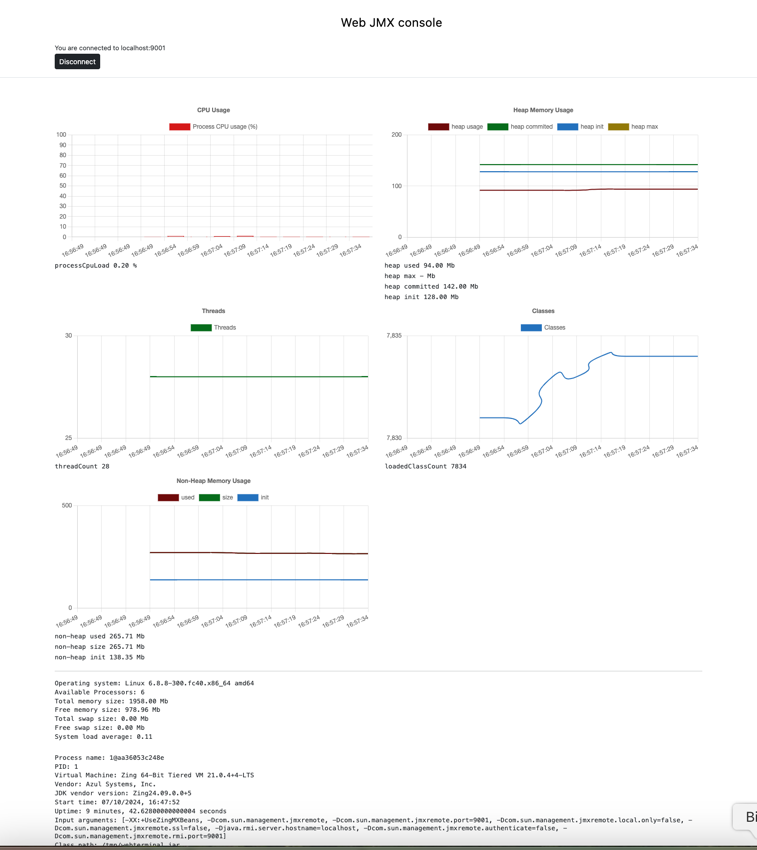 Web JMX console
You are connected to localhost:9001
Disconnect
CPU Usage
Process CPU usage (%)
100
90
80
70
60
50
40
30
20
10
0
16:56:49 16:56:49 16:56:49 16:56:49 16:56:54 16:56:59 16:57:04 16:57:09 16:57:14 16:57:19 16:57:29 16:57:34
processCpuLoad 0.20 %
Heap Memory Usage
heap usage heap commited heap init heap max
200
100
0
16:56:49 16:56:49 16:56:49 16:56:49 16:56:54 16:56:59 16:57:04 16:57:09 16:57:14 16:57:19 16:57:24 16:57:29 16:57:34
heap used 94.00 Mb
heap max - Mb
heap committed 142.00 Mb
heap init 128.00 Mb
Threads
Threads
30
25
16:56:49 16:56:49 16:56:49 16:56:49 16:56:54 16:56:59 16:57:04 16:57:09 16:57:14 16:57:19 16:57:24 16:57:29 16:57:34
threadCount 28
Classes
Classes
7,835
7,830
16:56:49 16:56:49 16:56:49 16:56:49 16:56:54 16:56:59 16:57:04 16:57:09 16:57:14 16:57:19 16:57:24 16:57:29 16:57:34
loadedClassCount 7834
Non-Heap Memory Usage
used size init
500
0
16:56:49 16:56:49 16:56:49 16:56:49 16:56:54 16:56:59 16:57:04 16:57:09 16:57:14 16:57:19 16:57:24 16:57:29 16:57:34
non-heap used 265.71 Mb
non-heap size 265.71 Mb
non-heap init 138.35 Mb
Operating system: Linux 6.8.8-300.fc40.x86_64 amd64
Available Processors: 6
Total memory size: 1958.00 Mb
Free memory size: 978.96 Mb
Total swap size: 0.00 Mb
Free swap size: 0.00 Mb
System load average: 0.11
Process name: 1@aa36053c248e
PID: 1
Virtual Machine: Zing 64-Bit Tiered VM 21.0.4+4-LTS
Vendor: Azul Systems, Inc.
JDK vendor version: Zing24.09.0.0+5
Start time: 07/10/2024, 16:47:52
Uptime: 9 minutes, 42.62800000000004 seconds
Input arguments: [-XX:+UseZingMXBeans, -Dcom.sun.management.jmxremote, -Dcom.sun.management.jmxremote.port=9001, -Dcom.sun.management.jmxremote.local.only=false, -
Dcom.sun.management.jmxremote.ssl=false, -Djava.rmi.server.hostname=localhost, -Dcom.sun.management.jmxremote.authenticate=false, -
Dcom.sun.management.jmxremote.rmi.port=9001]
Class path: /tmp/webterminal.jar
Bi